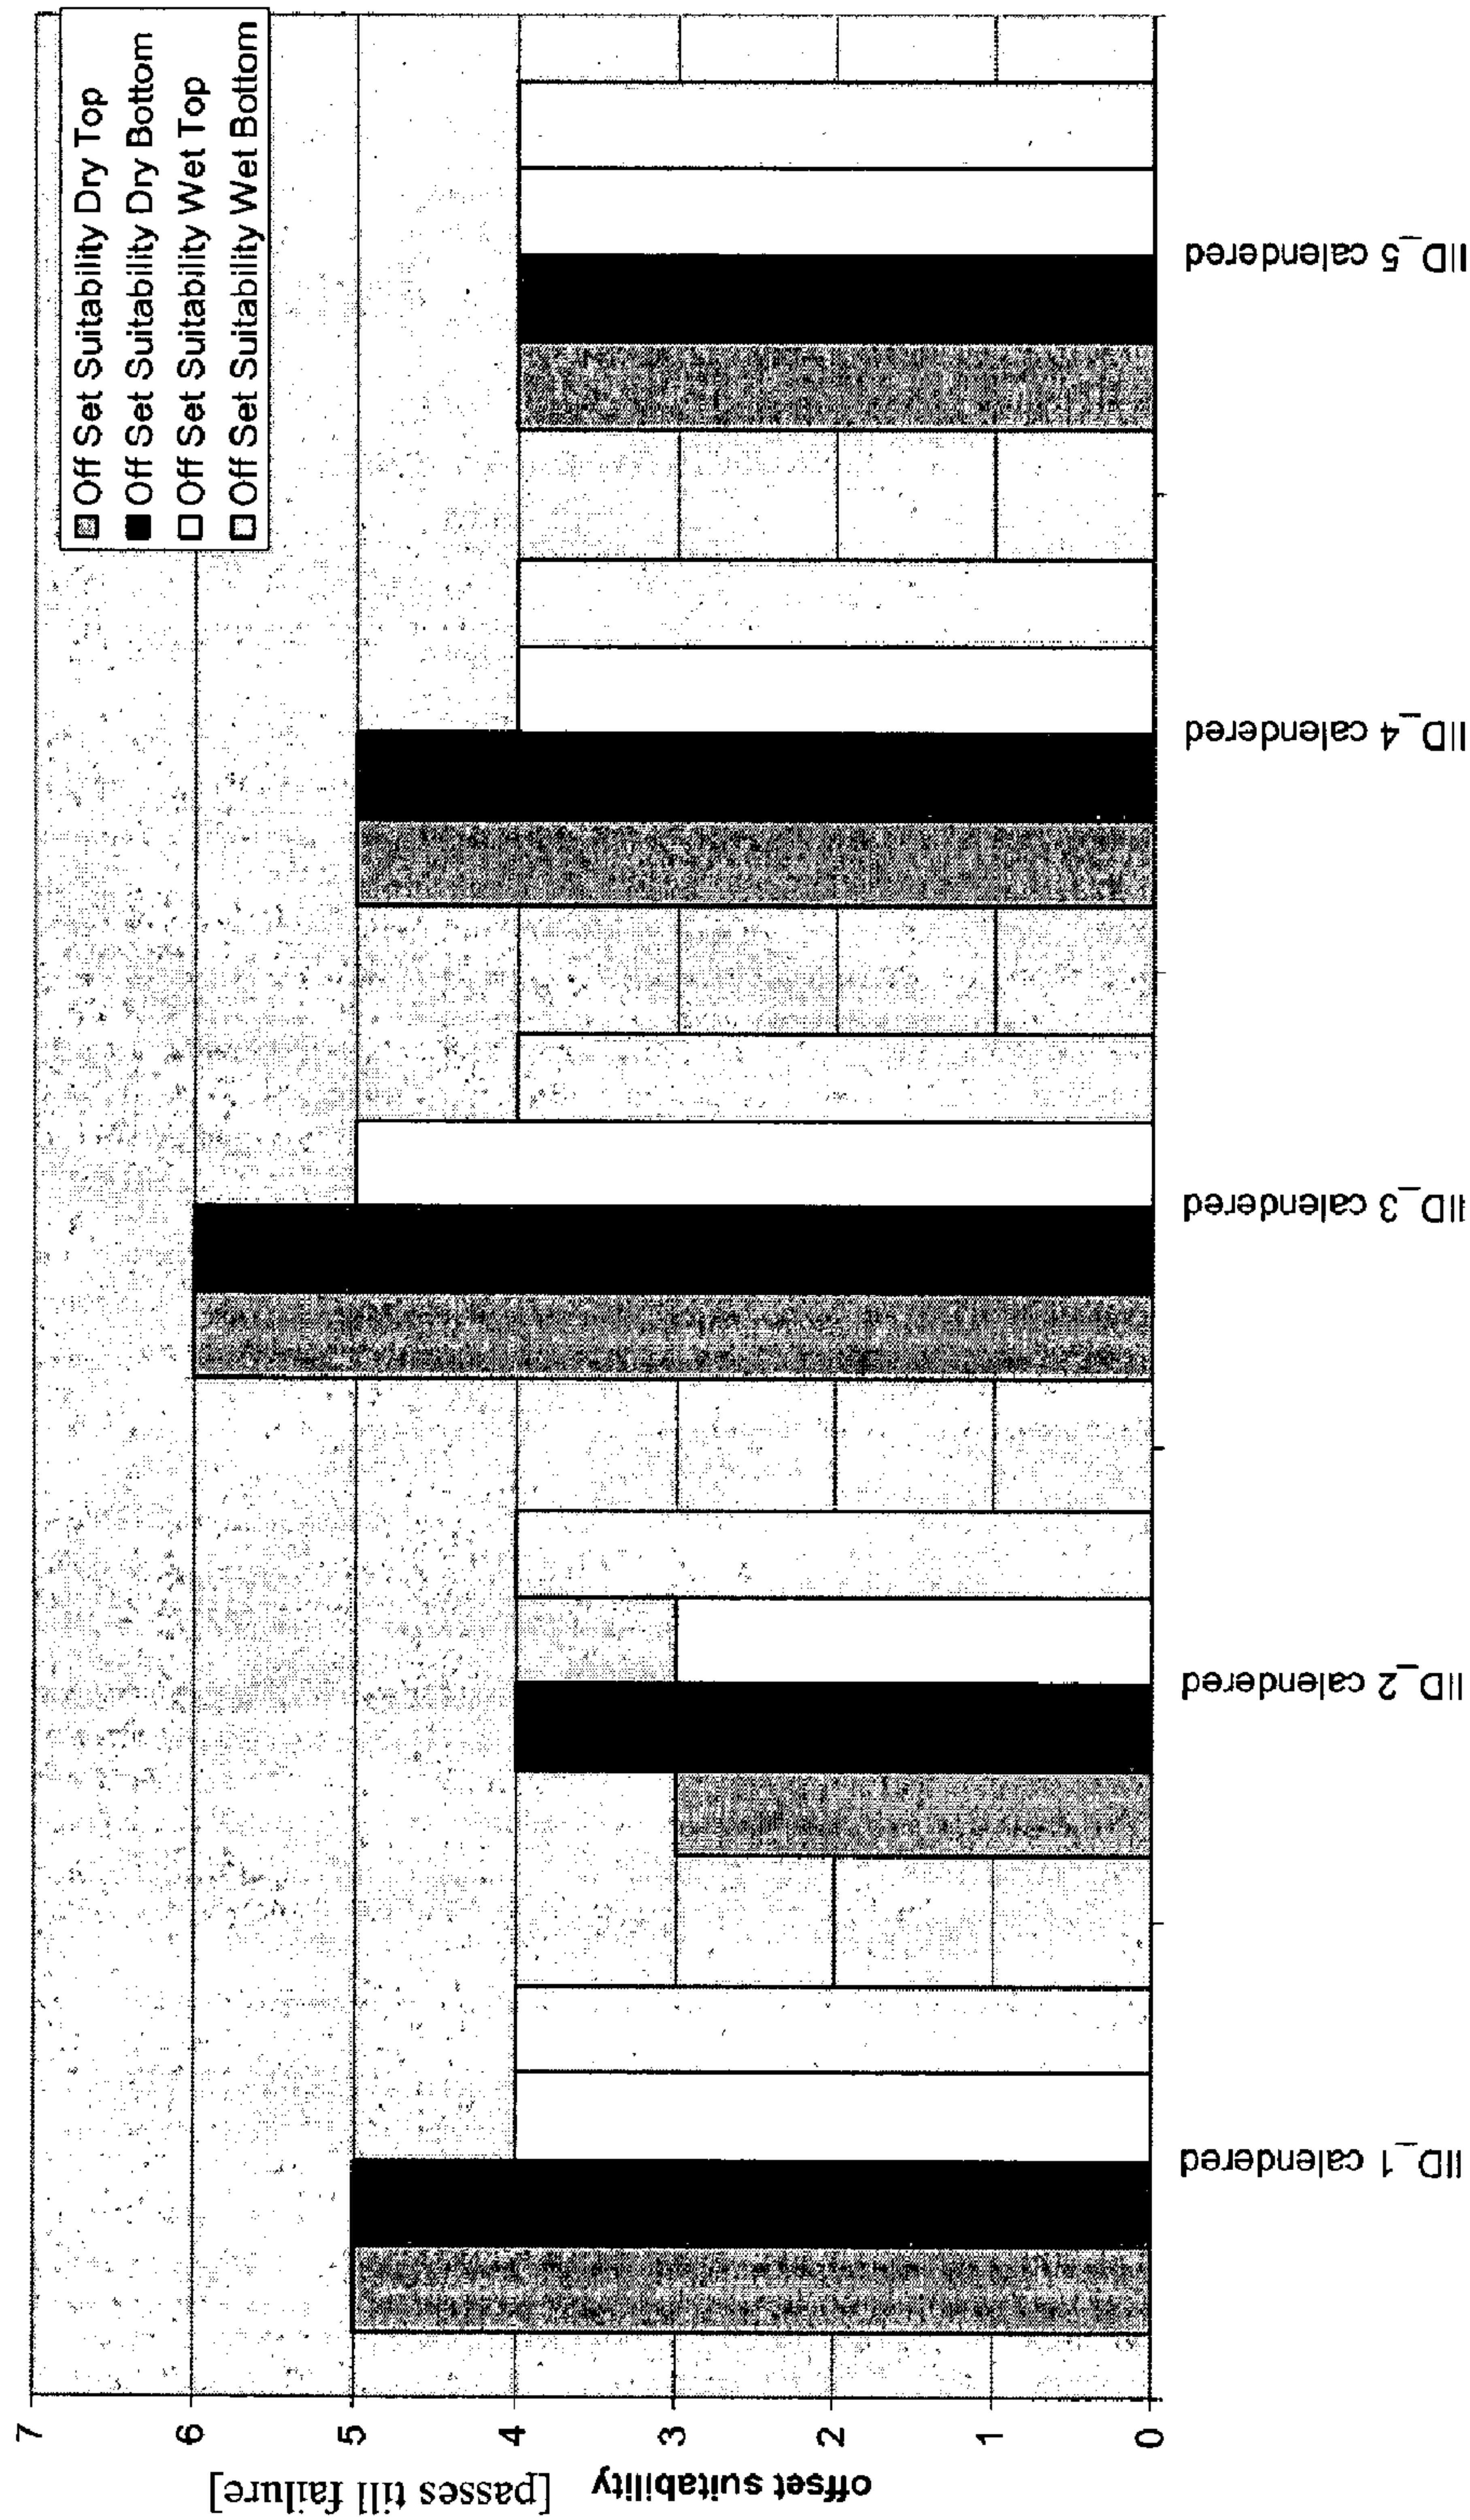 Off Set Suitability Dry Top
Off Set Suitability Dry Bottom
Off Set Suitability Wet Top
Off Set Suitability Wet Bottom
7
6
5
4
3
2
1
0
offset suitability [passes till failure]
IID_1 calendered
IID_2 calendered
IID_3 calendered
IID_4 calendered
IID_5 calendered